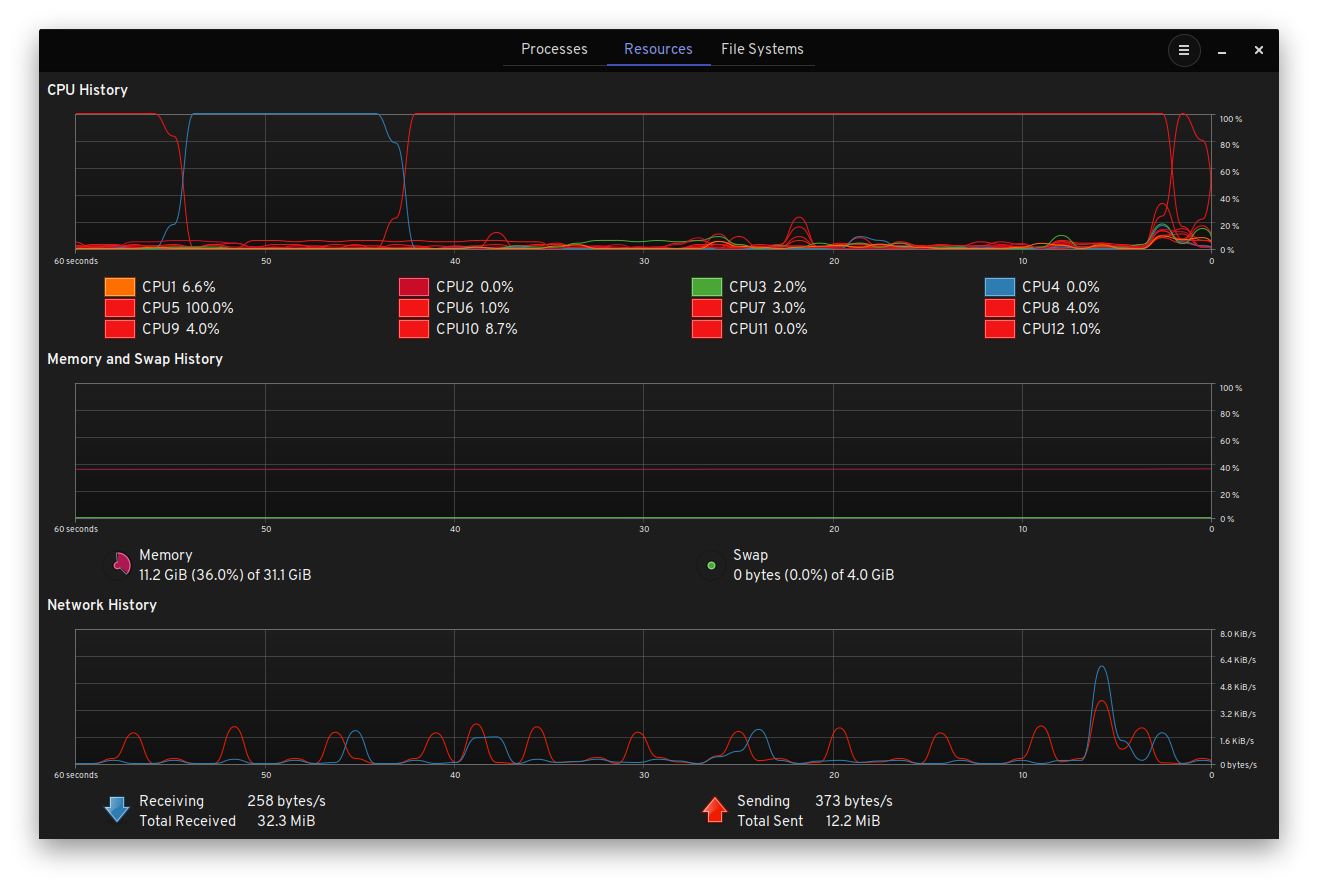 Processes Resources File Systems
CPU History
100 %
80 %
60 %
40 %
20 %
0 %
60 seconds 50 40 30 20 10 0
CPU1 6.6% CPU2 0.0% CPU3 2.0% CPU4 0.0%
CPU5 100.0% CPU6 1.0% CPU7 3.0% CPU8 4.0%
CPU9 4.0% CPU10 8.7% CPU11 0.0% CPU12 1.0%
Memory and Swap History
100 %
80 %
60 %
40 %
20 %
0 %
60 seconds 50 40 30 20 10 0
Memory Swap
11.2 GiB (36.0%) of 31.1 GiB 0 bytes (0.0%) of 4.0 GiB
Network History
8.0 KiB/s
6.4 KiB/s
4.8 KiB/s
3.2 KiB/s
1.6 KiB/s
0 bytes/s
60 seconds 50 40 30 20 10 0
Receiving 258 bytes/s Sending 373 bytes/s
Total Received 32.3 MiB Total Sent 12.2 MiB